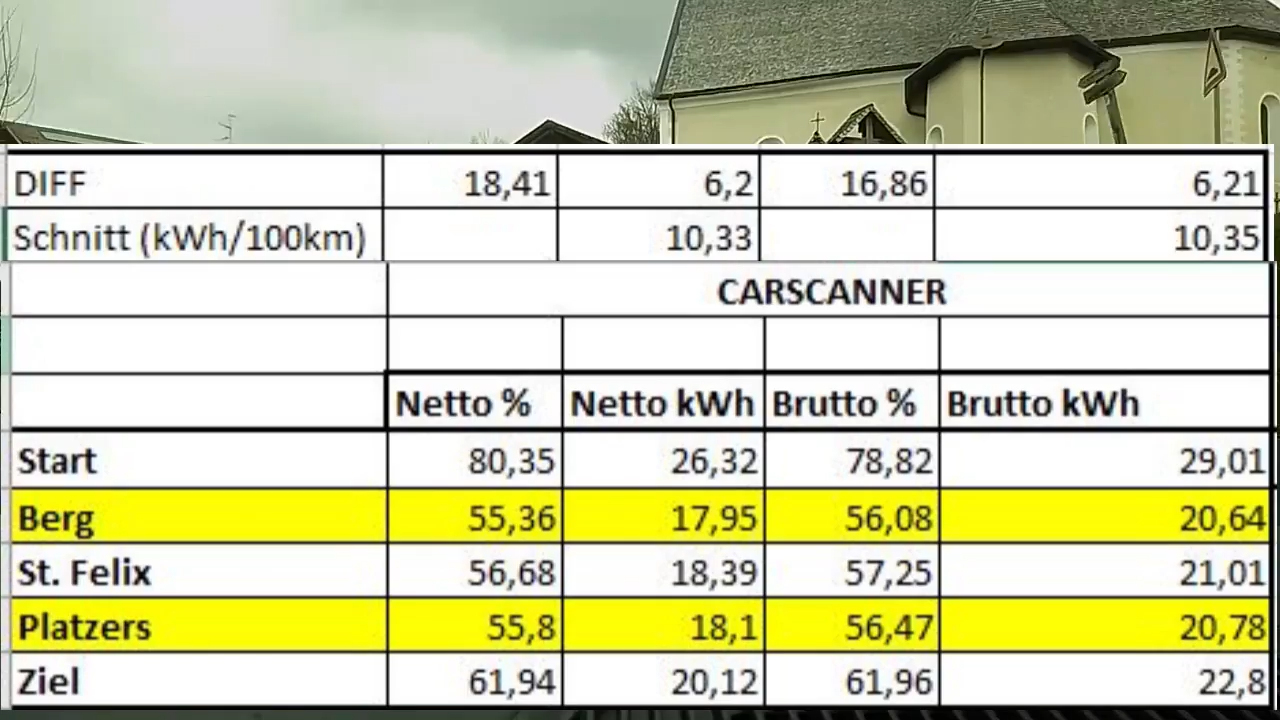 DIFF 18,41 6,2 16,86 6,21
Schnitt (kWh/100km) 10,33 10,35
CARSCANNER
Netto % Netto kWh Brutto % Brutto kWh
Start 80,35 26,32 78,82 29,01
Berg 55,36 17,95 56,08 20,64
St. Felix 56,68 18,39 57,25 21,01
Platzers 55,8 18,1 56,47 20,78
Ziel 61,94 20,12 61,96 22,8